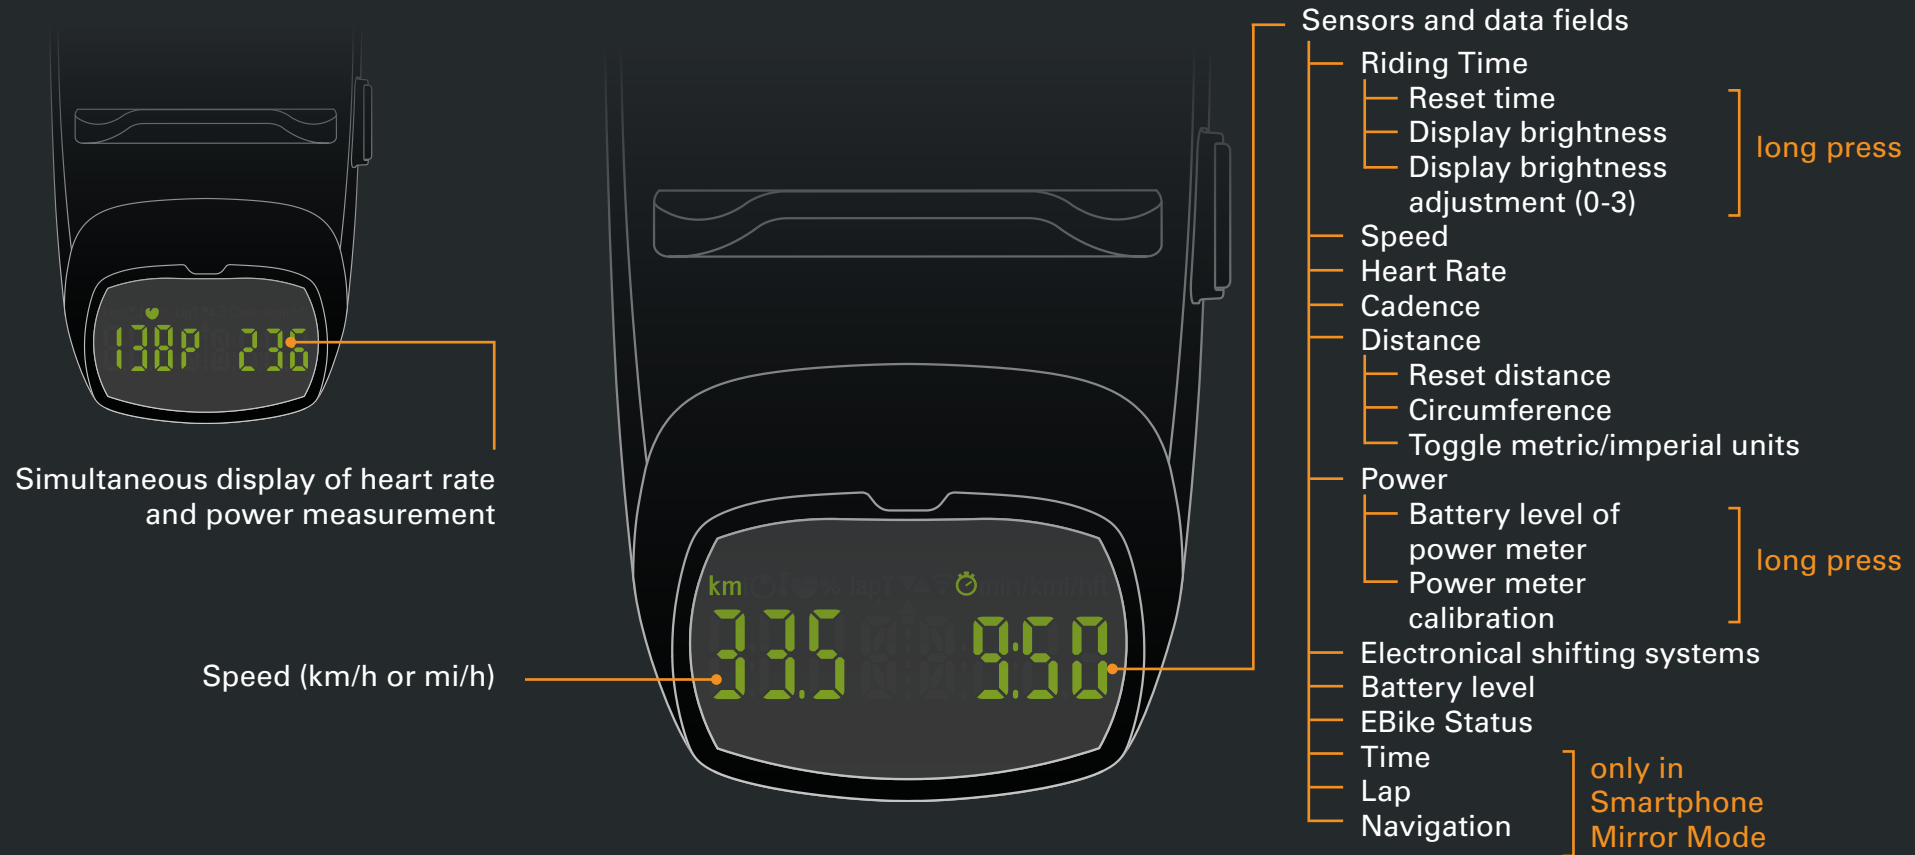 138P 236
Simultaneous display of heart rate
and power measurement
km
33.5 9:50
Speed (km/h or mi/h)
Sensors and data fields
Riding Time
Reset time
Display brightness
Display brightness
adjustment (0-3)
long press
Speed
Heart Rate
Cadence
Distance
Reset distance
Circumference
Toggle metric/imperial units
Power
Battery level of
power meter
Power meter
calibration
long press
Electronical shifting systems
Battery level
EBike Status
Time
Lap
Navigation
only in
Smartphone
Mirror Mode